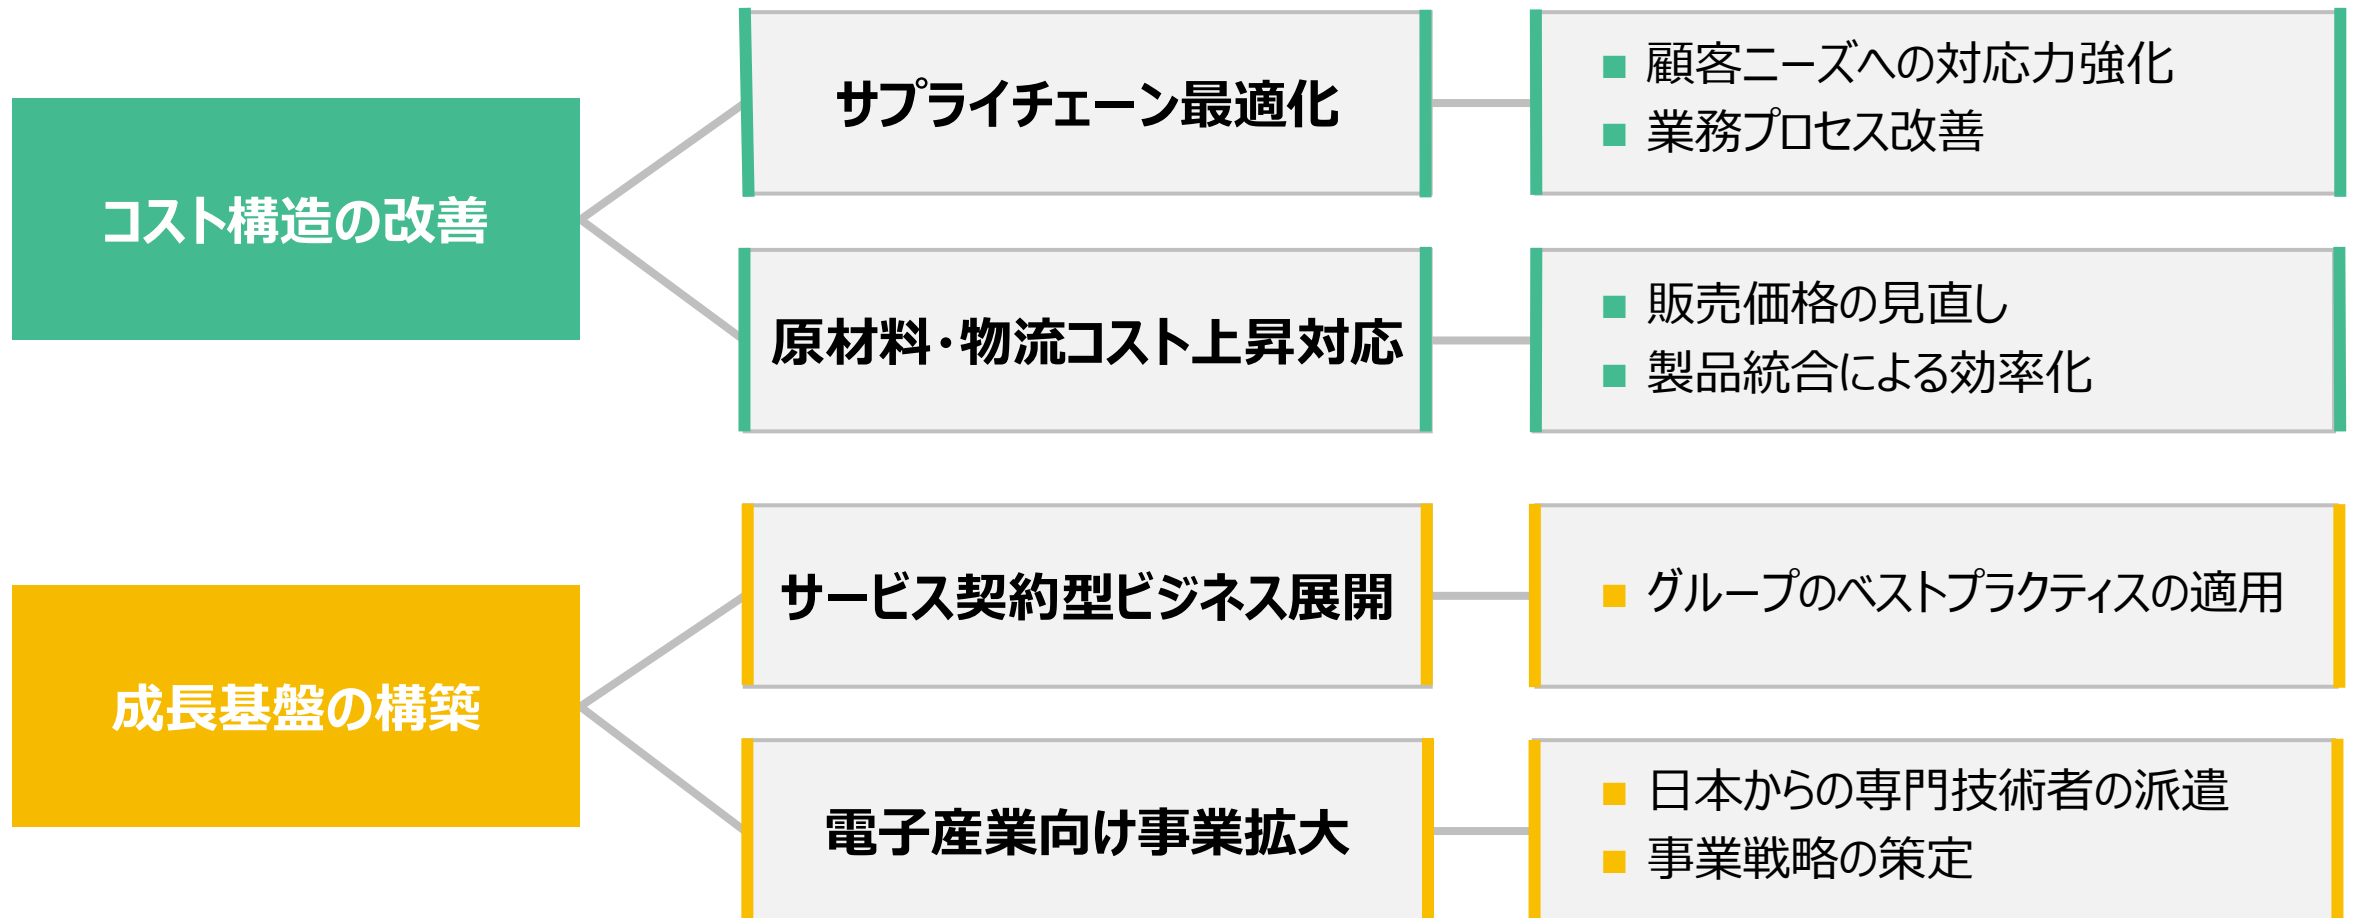 コスト構造の改善
サプライチェーン最適化
■ 顧客ニーズへの対応力強化
■ 業務プロセス改善
原材料・物流コスト上昇対応
■ 販売価格の見直し
■ 製品統合による効率化
成長基盤の構築
サービス契約型ビジネス展開
■ グループのベストプラクティスの適用
電子産業向け事業拡大
■ 日本からの専門技術者の派遣
■ 事業戦略の策定